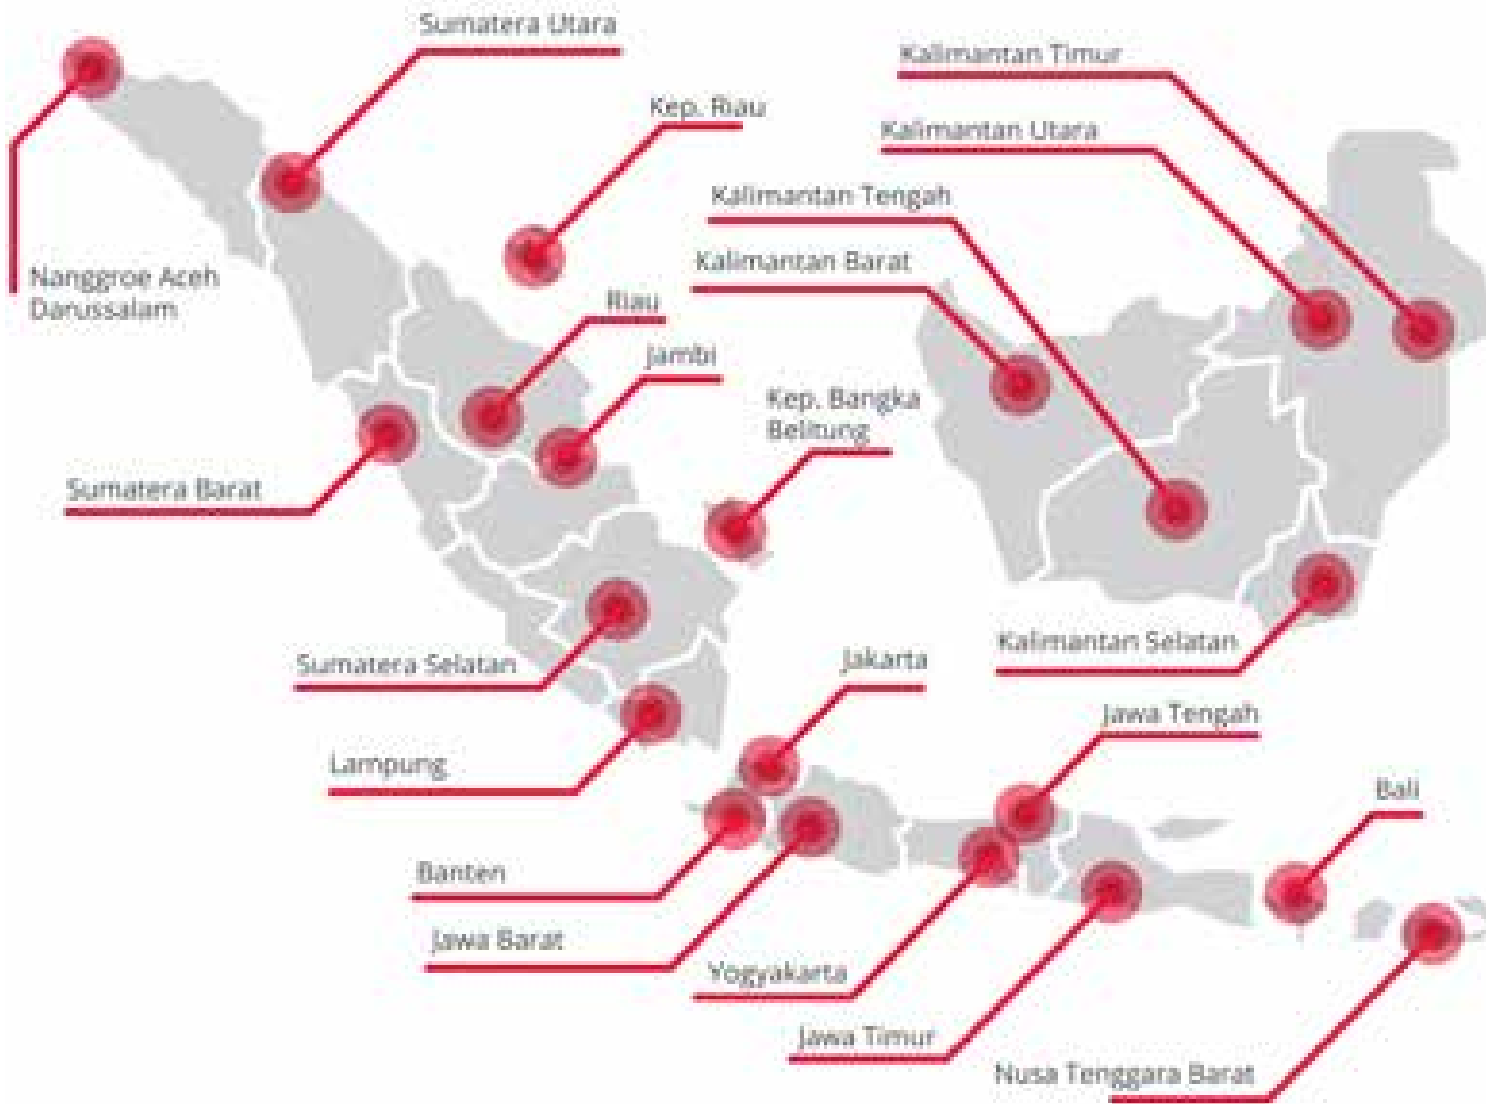 Sumatera Utara
Kalimantan Timur
Kep. Riau
Kalimantan Utara
Kalimantan Tengah
Kalimantan Barat
Nanggroe Aceh
Darussalam
Riau
Jambi
Kep. Bangka
Belitung
Sumatera Barat
Sumatera Selatan
Jakarta
Kalimantan Selatan
Jawa Tengah
Lampung
Bali
Banten
Jawa Barat
Yogyakarta
Jawa Timur
Nusa Tenggara Barat